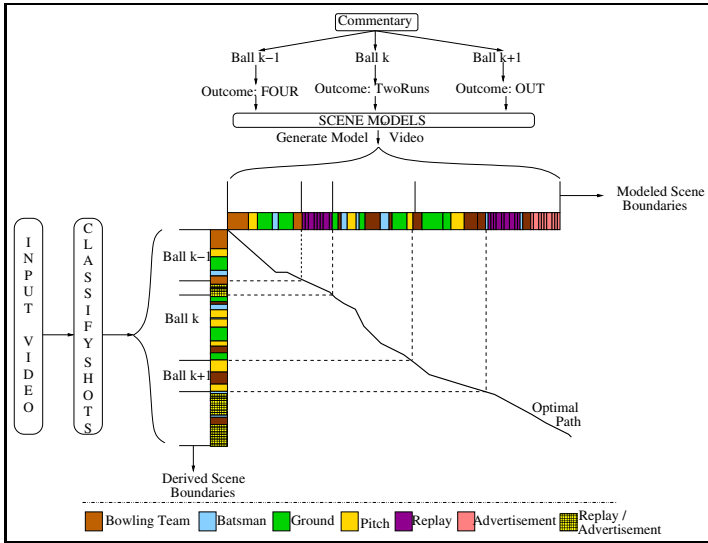 Commentary
Ball k−1
Ball k
Ball k+1
Outcome: FOUR
Outcome: TwoRuns
Outcome: OUT
SCENE MODELS
Generate Model Video
Modeled Scene
Boundaries
INPUT VIDEO
CLASSIFY SHOTS
Ball k−1
Ball k
Ball k+1
Optimal
Path
Derived Scene
Boundaries
Bowling Team
Batsman
Ground
Pitch
Replay
Advertisement
Replay /
Advertisement